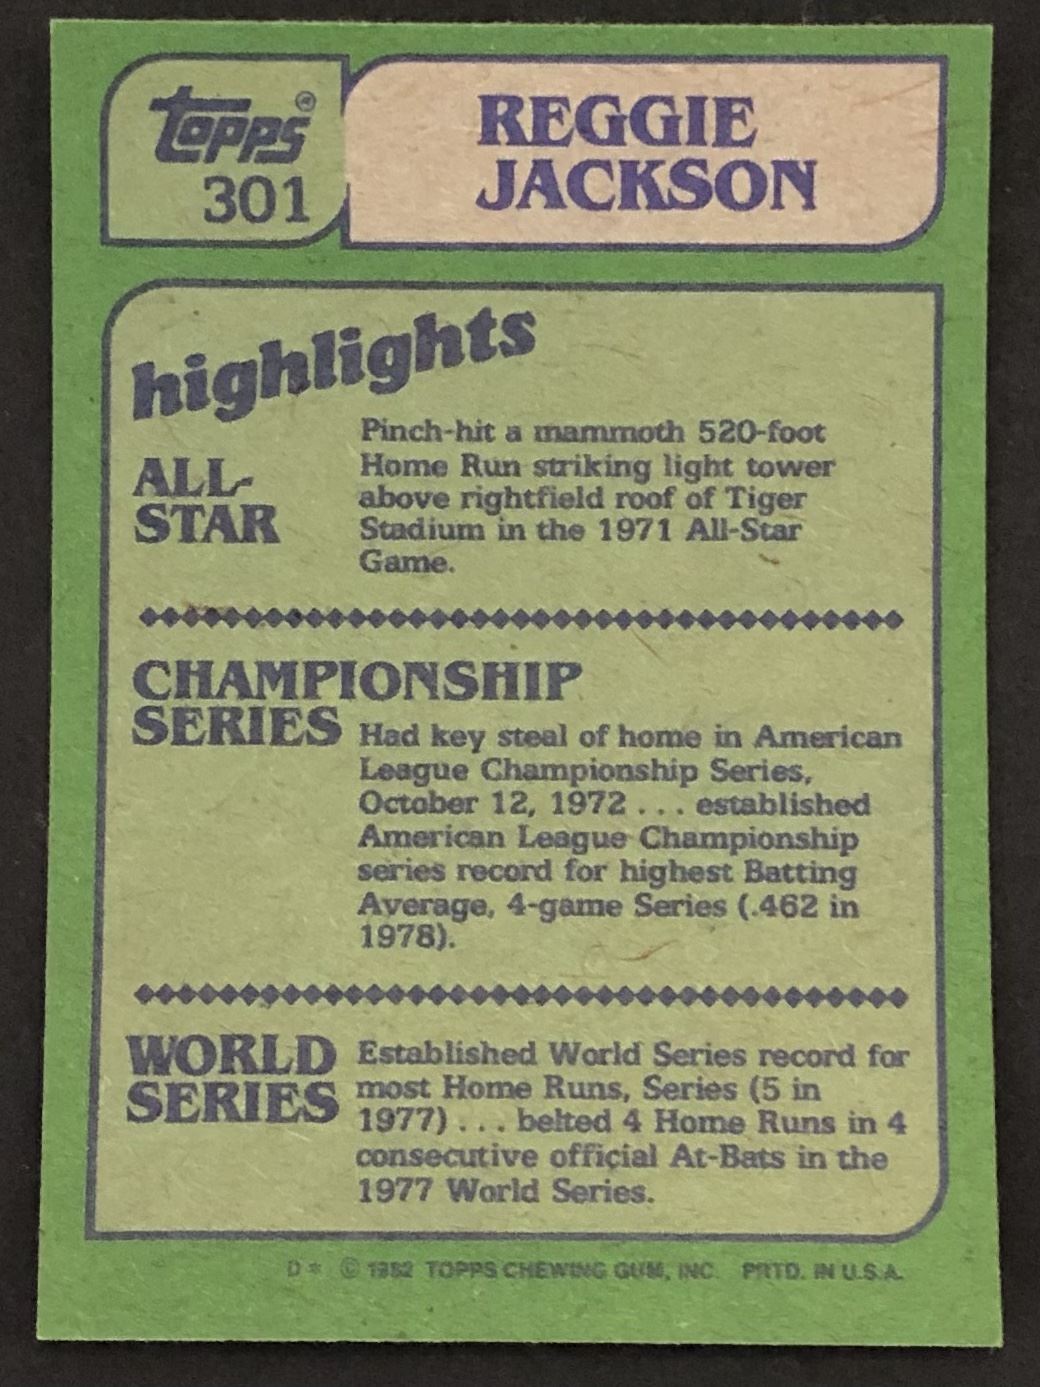 topps®
301
REGGIE
JACKSON
highlights
ALL-
STAR
Pinch-hit a mammoth 520-foot
Home Run striking light tower
above rightfield roof of Tiger
Stadium in the 1971 All-Star
Game.
CHAMPIONSHIP
SERIES
Had key steal of home in American
League Championship Series,
October 12, 1972 . . . established
American League Championship
series record for highest Batting
Average, 4-game Series (.462 in
1978).
WORLD
SERIES
Established World Series record for
most Home Runs, Series (5 in
1977) . . . belted 4 Home Runs in 4
consecutive official At-Bats in the
1977 World Series.
D* © 1982 TOPPS CHEWING GUM, INC. PRTD. IN U.S.A.